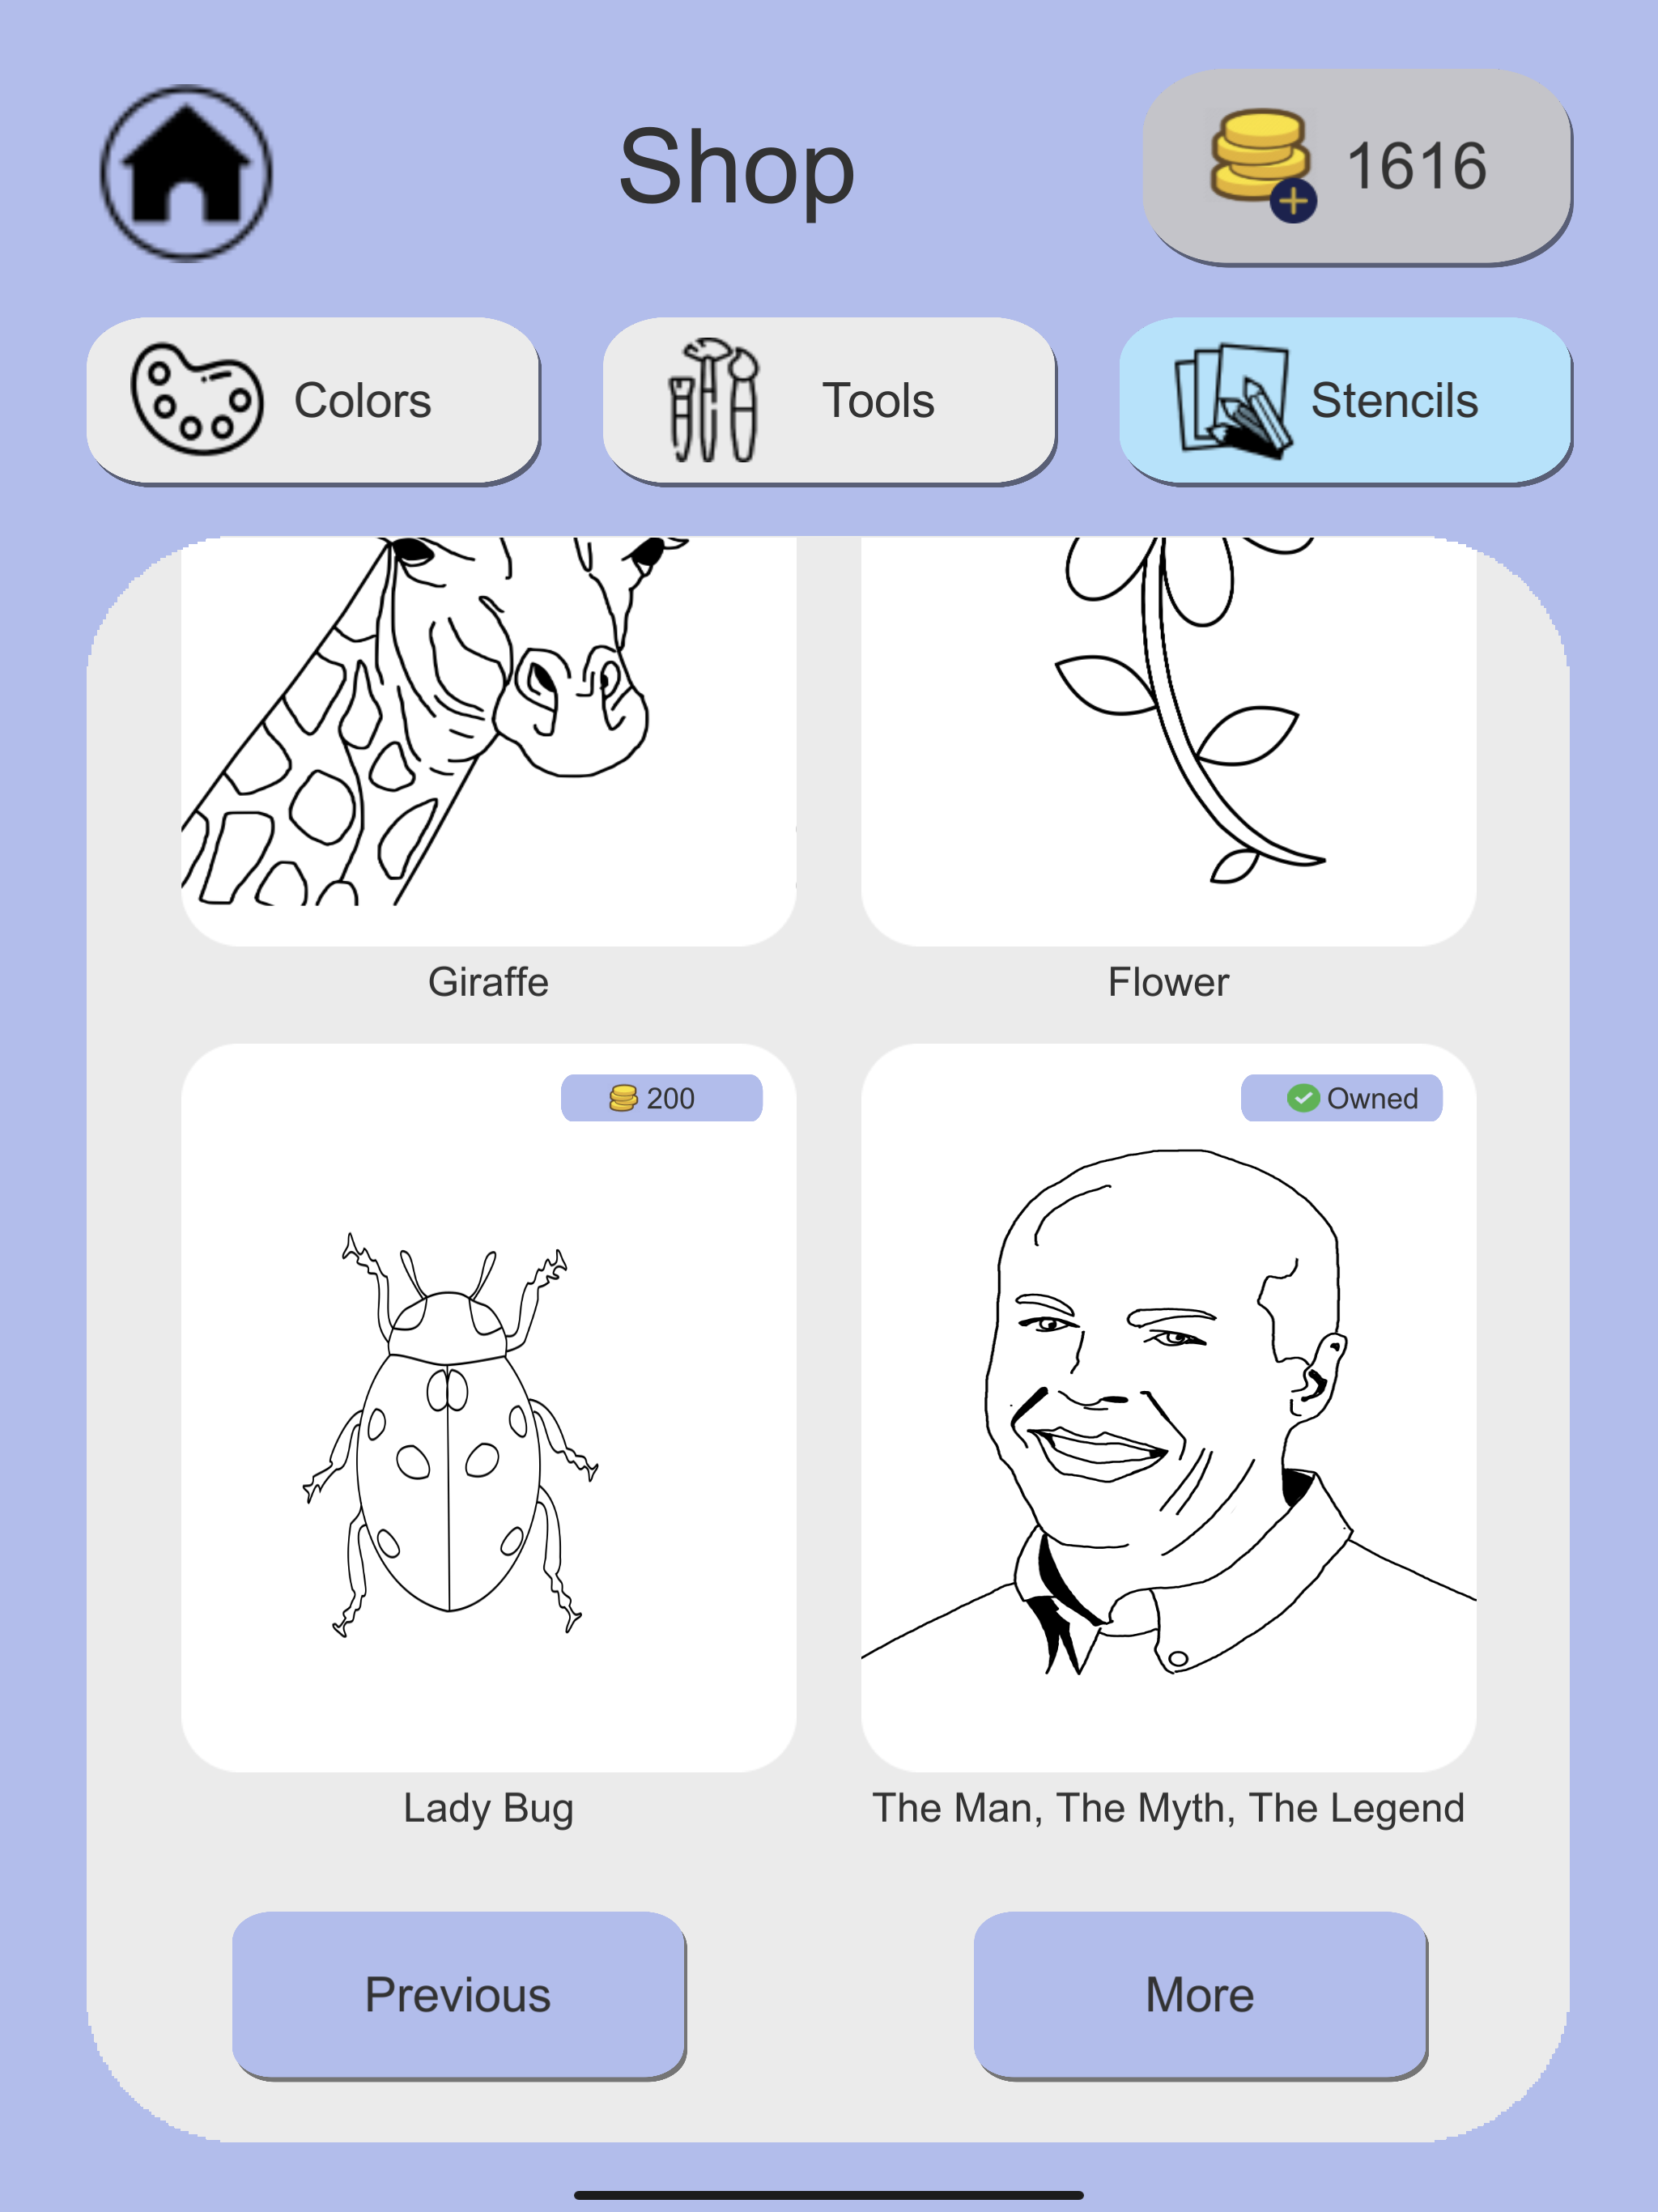 Shop
1616
Colors
Tools
Stencils
Giraffe
Flower
200
Owned
Lady Bug
The Man, The Myth, The Legend
Previous
More